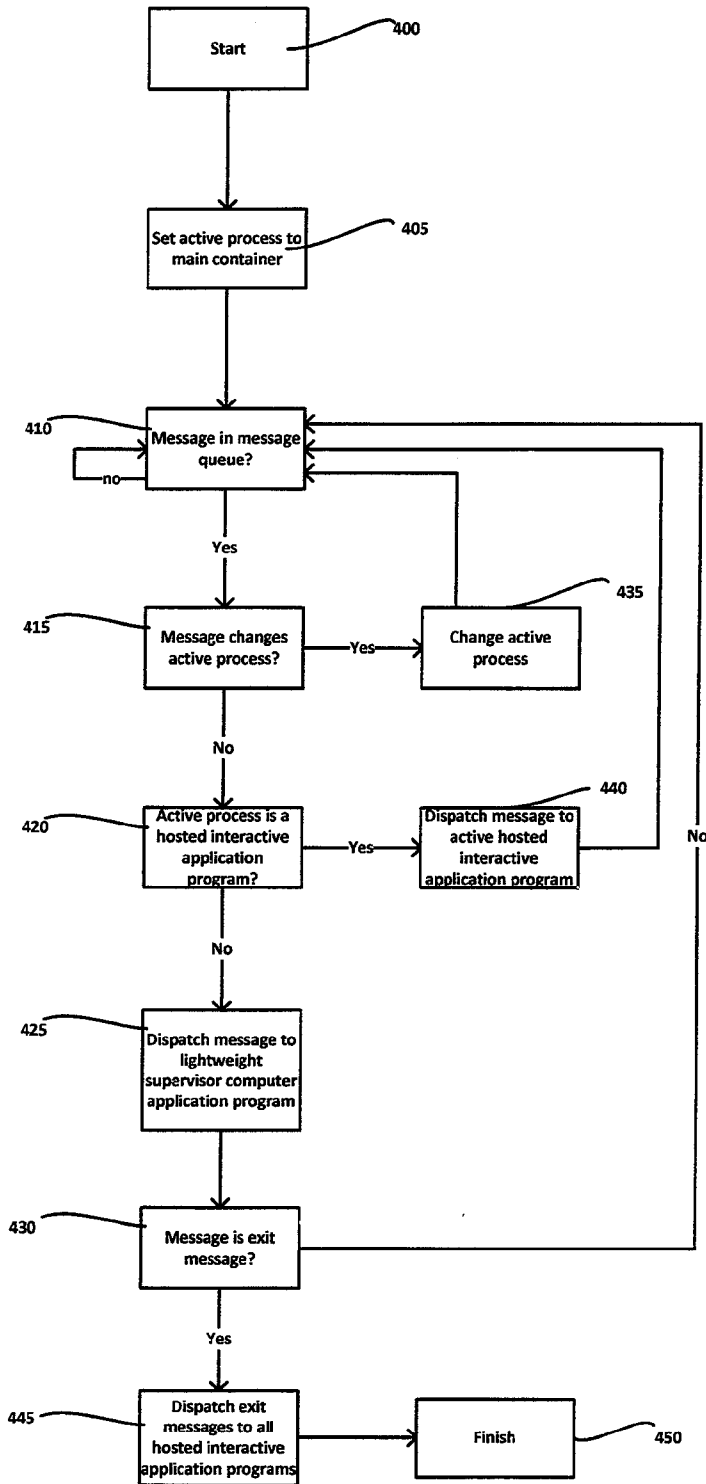 Start
400
Set active process to
main container
405
410
Message in message
queue?
no
Yes
415
Message changes
active process?
Yes
435
Change active
process
No
420
Active process is a
hosted interactive
application
program?
Yes
440
Dispatch message to
active hosted
interactive
application program
No
No
425
Dispatch message to
lightweight
supervisor computer
application program
430
Message is exit
message?
Yes
445
Dispatch exit
messages to all
hosted interactive
application programs
Finish
450